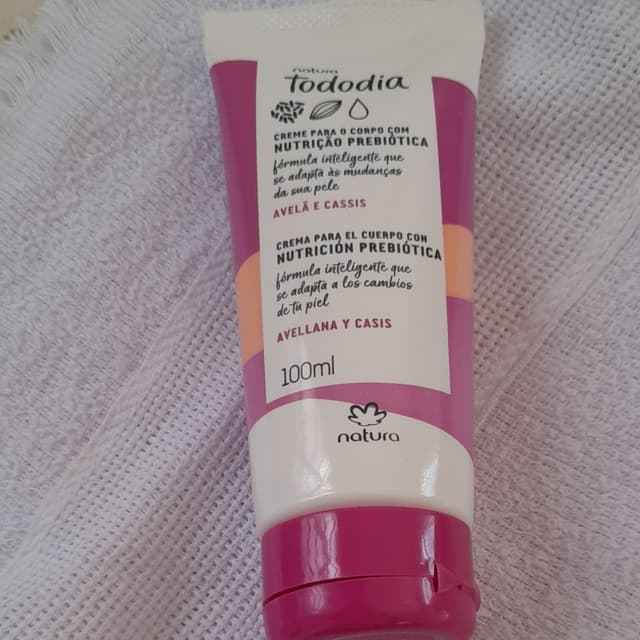 natura
Tododia
CREME PARA O CORPO COM
NUTRIÇÃO PREBIÓTICA
fórmula inteligente que
se adapta às mudanças
da sua pele
AVELÃ E CASSIS
CREMA PARA EL CUERPO CON
NUTRICIÓN PREBIÓTICA
fórmula inteligente que
se adapta a los cambios
de tu piel
AVELLANA Y CASIS
100ml
natura